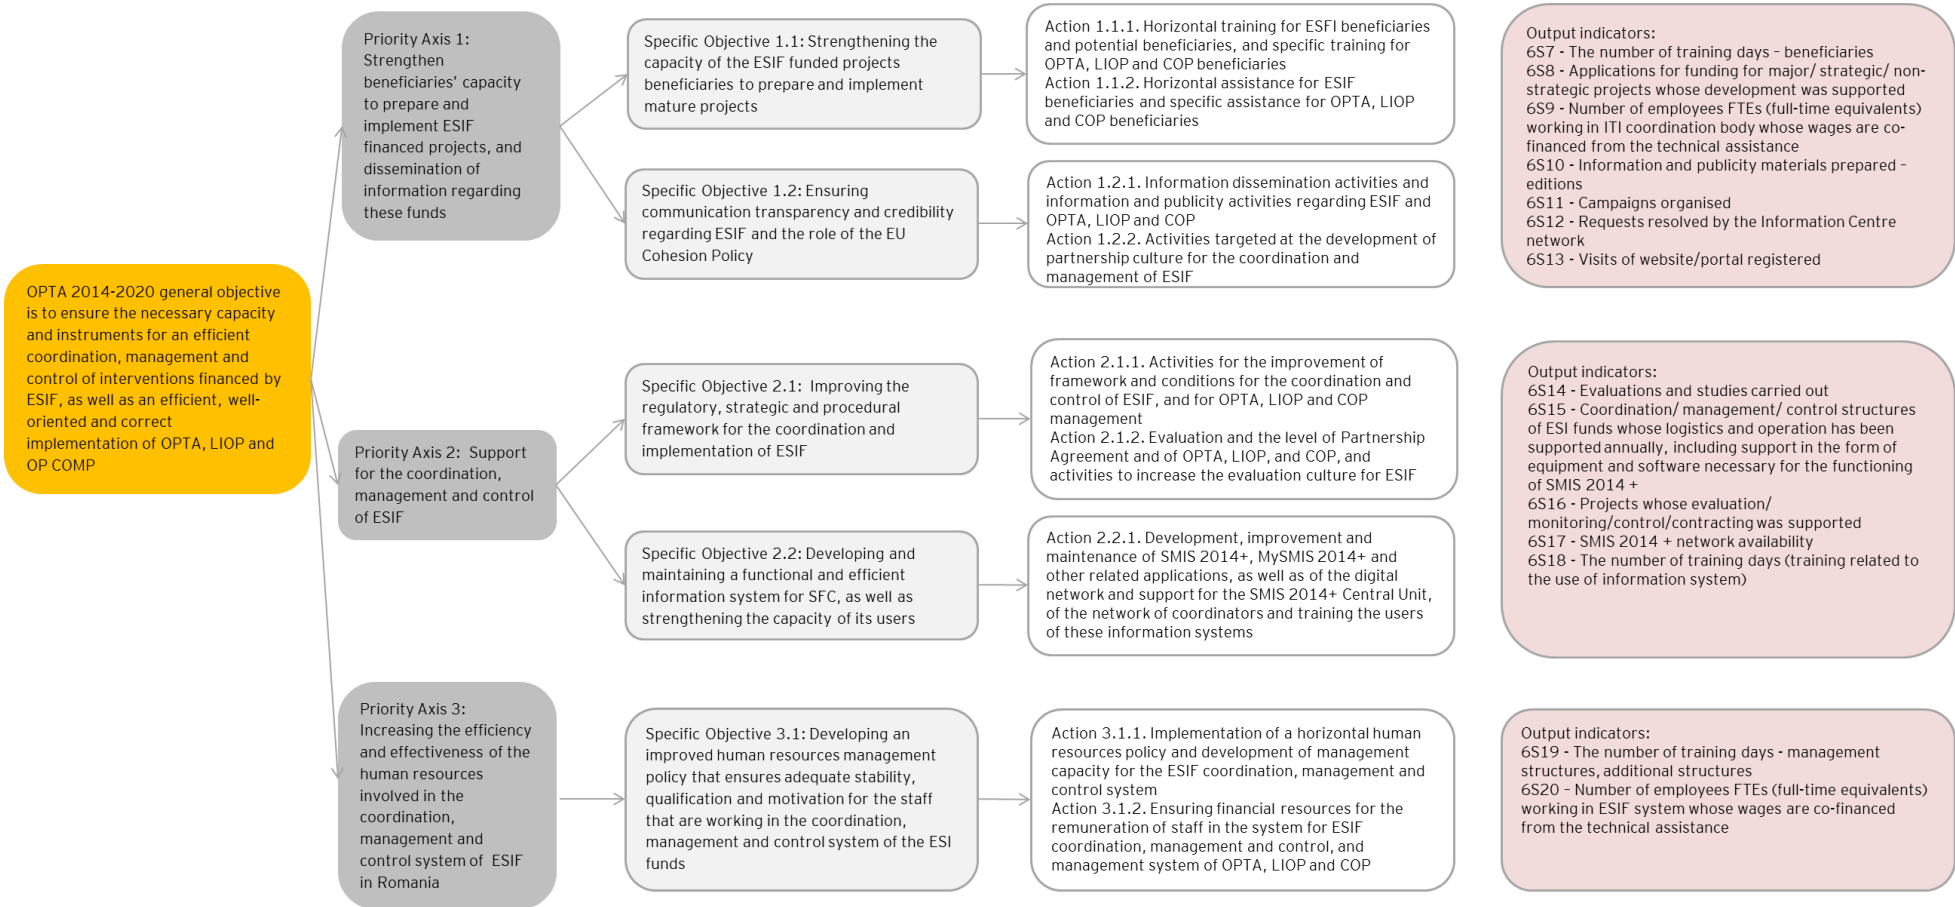 OPTA 2014-2020 general objective
is to ensure the necessary capacity
and instruments for an efficient
coordination, management and
control of interventions financed by
ESIF, as well as an efficient, well-
oriented and correct
implementation of OPTA, LIOP and
OP COMP
Priority Axis 1:
Strengthen
beneficiaries' capacity
to prepare and
implement ESIF
financed projects, and
dissemination of
information regarding
these funds
Specific Objective 1.1: Strengthening the
capacity of the ESIF funded projects
beneficiaries to prepare and implement
mature projects
Action 1.1.1. Horizontal training for ESFI beneficiaries
and potential beneficiaries, and specific training for
OPTA, LIOP and COP beneficiaries
Action 1.1.2. Horizontal assistance for ESIF
beneficiaries and specific assistance for OPTA, LIOP
and COP beneficiaries
Specific Objective 1.2: Ensuring
communication transparency and credibility
regarding ESIF and the role of the EU
Cohesion Policy
Action 1.2.1. Information dissemination activities and
information and publicity activities regarding ESIF and
OPTA, LIOP and COP
Action 1.2.2. Activities targeted at the development of
partnership culture for the coordination and
management of ESIF
Output indicators:
6S7 - The number of training days – beneficiaries
6S8 - Applications for funding for major/ strategic/ non-
strategic projects whose development was supported
6S9 - Number of employees FTEs (full-time equivalents)
working in ITI coordination body whose wages are co-
financed from the technical assistance
6S10 - Information and publicity materials prepared –
editions
6S11 - Campaigns organised
6S12 - Requests resolved by the Information Centre
network
6S13 - Visits of website/portal registered
Priority Axis 2:  Support
for the coordination,
management and control
of ESIF
Specific Objective 2.1:  Improving the
regulatory, strategic and procedural
framework for the coordination and
implementation of ESIF
Action 2.1.1. Activities for the improvement of
framework and conditions for the coordination and
control of ESIF, and for OPTA, LIOP and COP
management
Action 2.1.2. Evaluation and the level of Partnership
Agreement and of OPTA, LIOP, and COP, and
activities to increase the evaluation culture for ESIF
Specific Objective 2.2: Developing and
maintaining a functional and efficient
information system for SFC, as well as
strengthening the capacity of its users
Action 2.2.1. Development, improvement and
maintenance of SMIS 2014+, MySMIS 2014+ and
other related applications, as well as of the digital
network and support for the SMIS 2014+ Central Unit,
of the network of coordinators and training the users
of these information systems
Output indicators:
6S14 - Evaluations and studies carried out
6S15 - Coordination/ management/ control structures
of ESI funds whose logistics and operation has been
supported annually, including support in the form of
equipment and software necessary for the functioning
of SMIS 2014 +
6S16 - Projects whose evaluation/
monitoring/control/contracting was supported
6S17 - SMIS 2014 + network availability
6S18 - The number of training days (training related to
the use of information system)
Priority Axis 3:
Increasing the efficiency
and effectiveness of the
human resources
involved in the
coordination,
management and
control system of  ESIF
in Romania
Specific Objective 3.1: Developing an
improved human resources management
policy that ensures adequate stability,
qualification and motivation for the staff
that are working in the coordination,
management and control system of the ESI
funds
Action 3.1.1. Implementation of a horizontal human
resources policy and development of management
capacity for the ESIF coordination, management and
control system
Action 3.1.2. Ensuring financial resources for the
remuneration of staff in the system for ESIF
coordination, management and control, and
management system of OPTA, LIOP and COP
Output indicators:
6S19 - The number of training days - management
structures, additional structures
6S20 – Number of employees FTEs (full-time equivalents)
working in ESIF system whose wages are co-financed
from the technical assistance